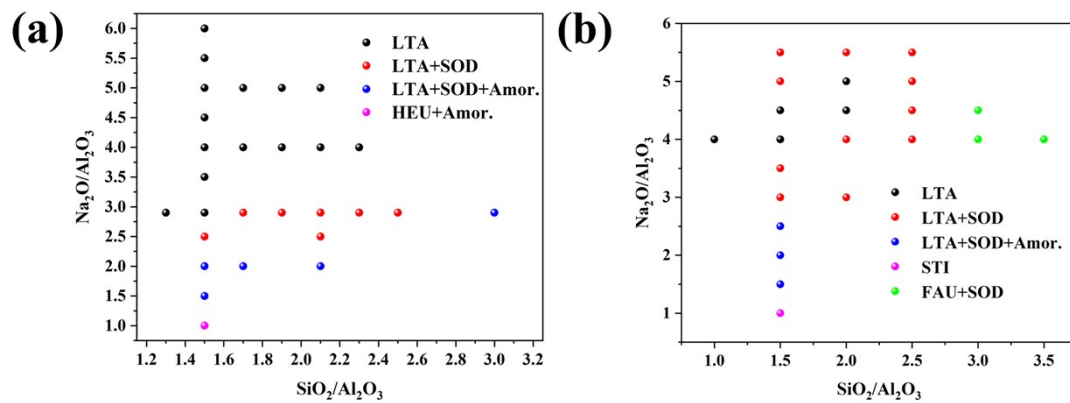 (a)
6.0
5.5
5.0
4.5
4.0
3.5
3.0
2.5
2.0
1.5
1.0
Na₂O/Al₂O₃
LTA
LTA+SOD
LTA+SOD+Amor.
HEU+Amor.
1.2 1.4 1.6 1.8 2.0 2.2 2.4 2.6 2.8 3.0 3.2
SiO₂/Al₂O₃
(b)
6
5
4
3
2
1
Na₂O/Al₂O₃
LTA
LTA+SOD
LTA+SOD+Amor.
STI
FAU+SOD
1.0 1.5 2.0 2.5 3.0 3.5
SiO₂/Al₂O₃